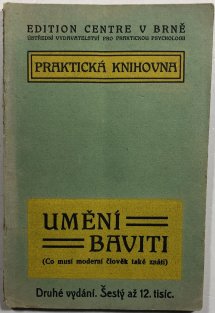 EDITION CENTRE V BRNĚ
ÚSTŘEDNÍ VYDAVATELSTVÍ PRO PRAKTICKOU PSYCHOLOGII
PRAKTICKÁ KNIHOVNA
UMĚNÍ
BAVITI
(Co musí moderní člověk také znáti)
Druhé vydání. Šestý až 12. tisíc.